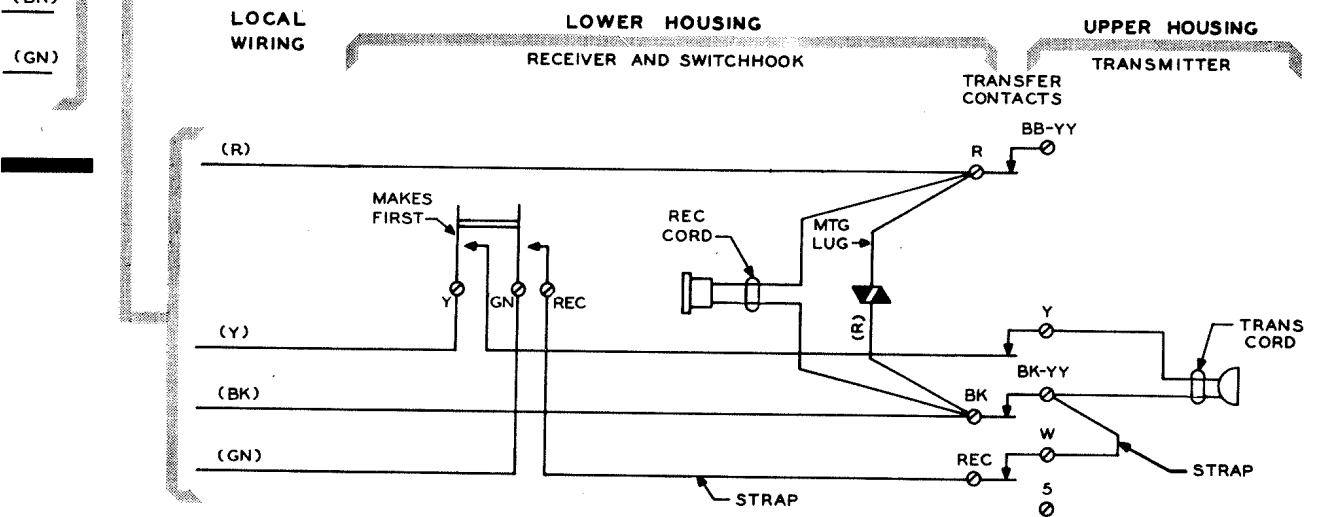 (BR)
(GN)
LOCAL
WIRING
LOWER HOUSING
RECEIVER AND SWITCHHOOK
UPPER HOUSING
TRANSMITTER
TRANSFER
CONTACTS
BB-YY
(R)
R
MAKES
FIRST
REC
CORD
MTG
LUG
Y
GN
REC
(R)
(Y)
Y
TRANS
CORD
BK-YY
(BK)
BK
W
(GN)
REC
STRAP
STRAP
5